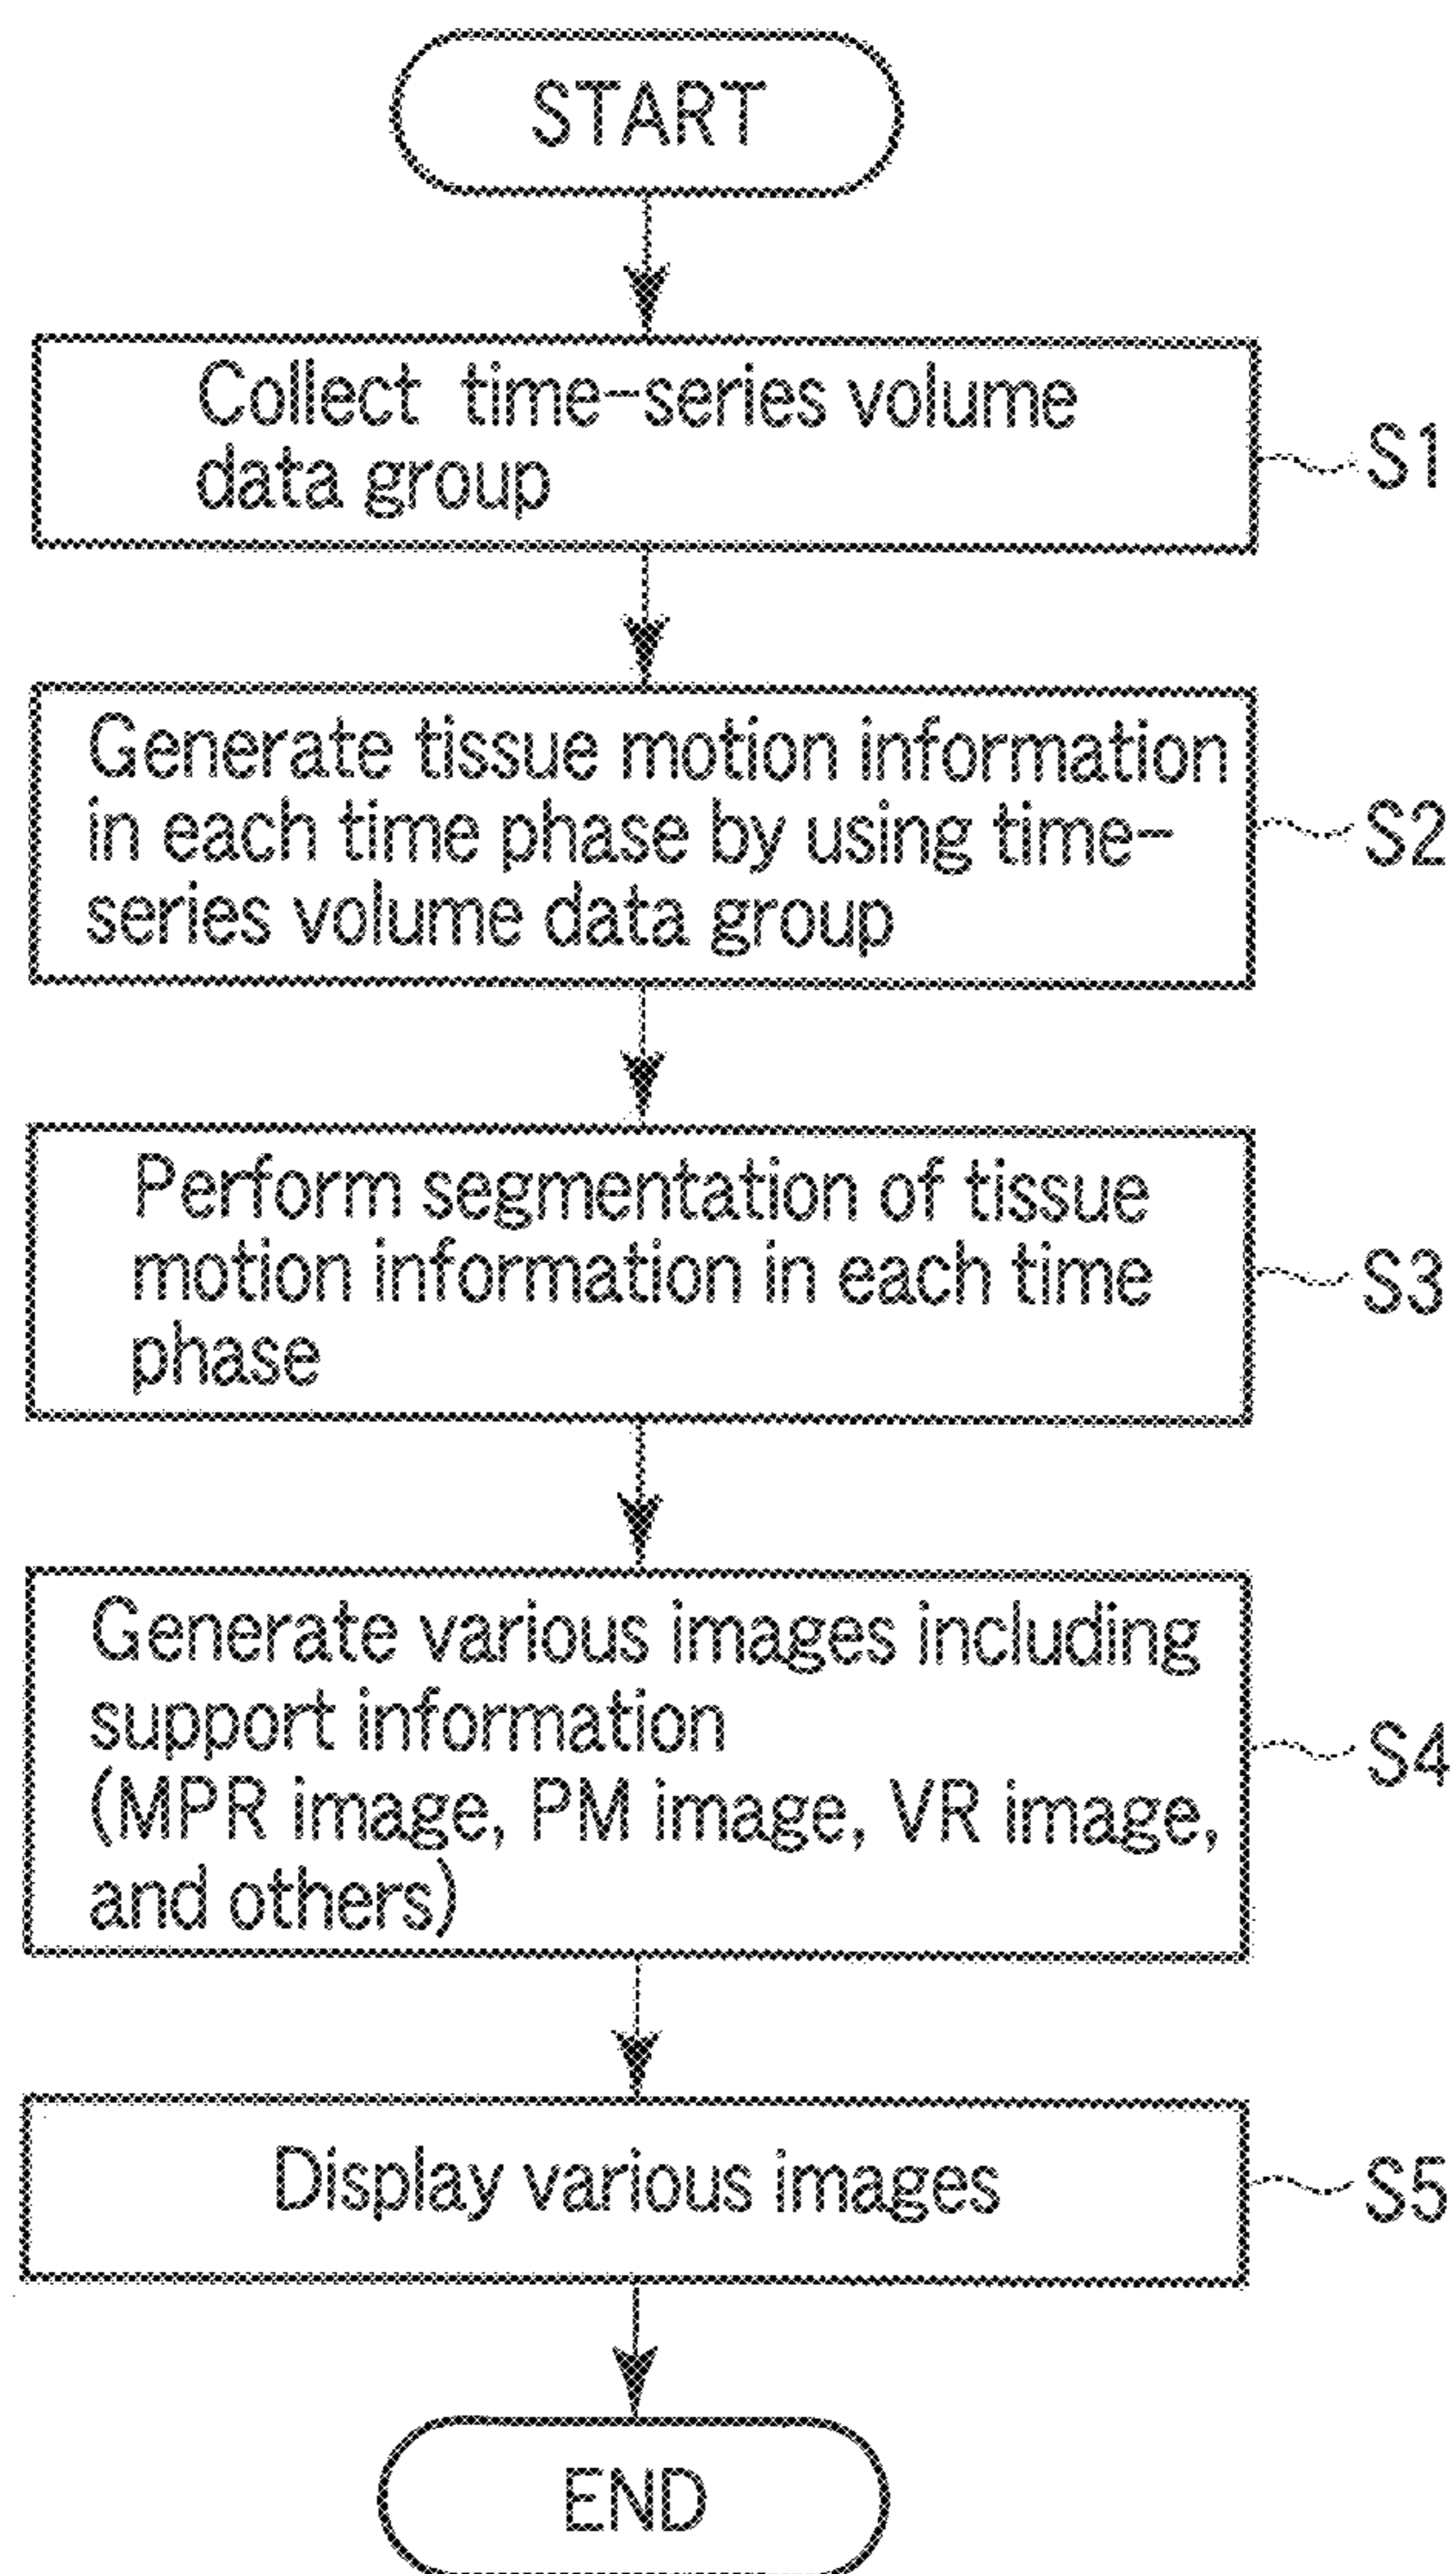 START
Collect time-series volume
data group
S1
Generate tissue motion information
in each time phase by using time-
series volume data group
S2
Perform segmentation of tissue
motion information in each time
phase
S3
Generate various images including
support information
(MPR image, PM image, VR image,
and others)
S4
Display various images
S5
END